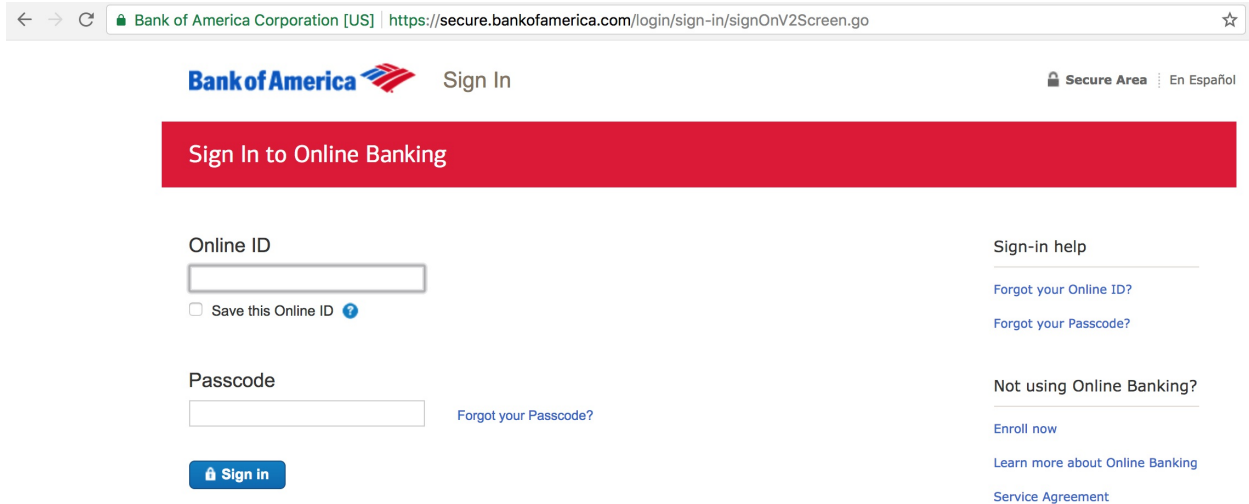 Bank of America Corporation [US] https://secure.bankofamerica.com/login/sign-in/signOnV2Screen.go
Bank of America Sign In Secure Area En Español
Sign In to Online Banking
Online ID
Save this Online ID ?
Passcode
Forgot your Passcode?
Sign in
Sign-in help
Forgot your Online ID?
Forgot your Passcode?
Not using Online Banking?
Enroll now
Learn more about Online Banking
Service Agreement